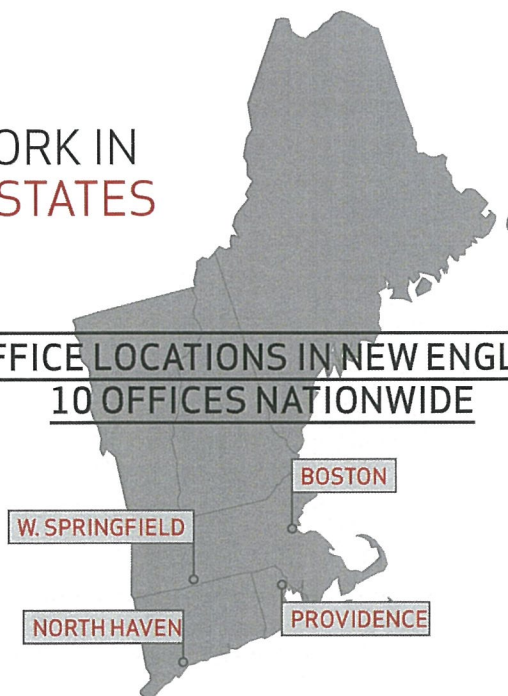 ORK IN
STATES
FFICE LOCATIONS IN NEW ENGL
10 OFFICES NATIONWIDE
BOSTON
W. SPRINGFIELD
NORTH HAVEN
PROVIDENCE